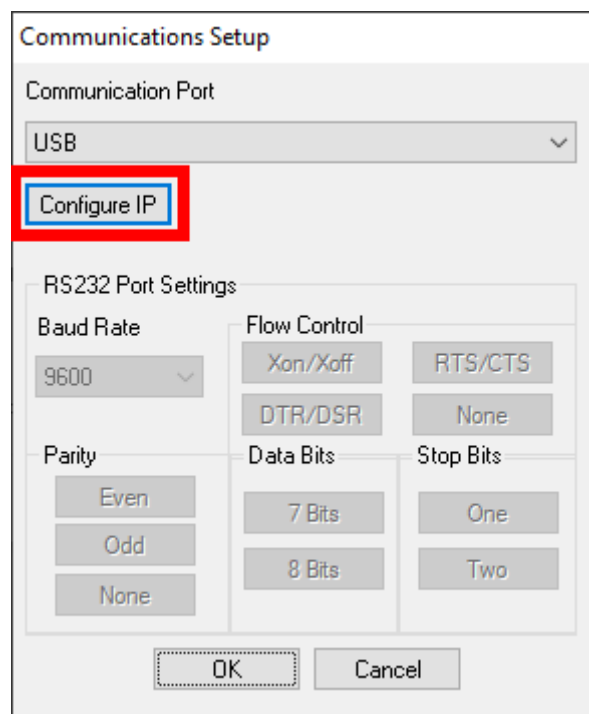 Communications Setup
Communication Port
USB
Configure IP
RS232 Port Settings
Baud Rate
9600
Flow Control
Xon/Xoff
RTS/CTS
DTR/DSR
None
Parity
Even
Odd
None
Data Bits
7 Bits
8 Bits
Stop Bits
One
Two
OK
Cancel